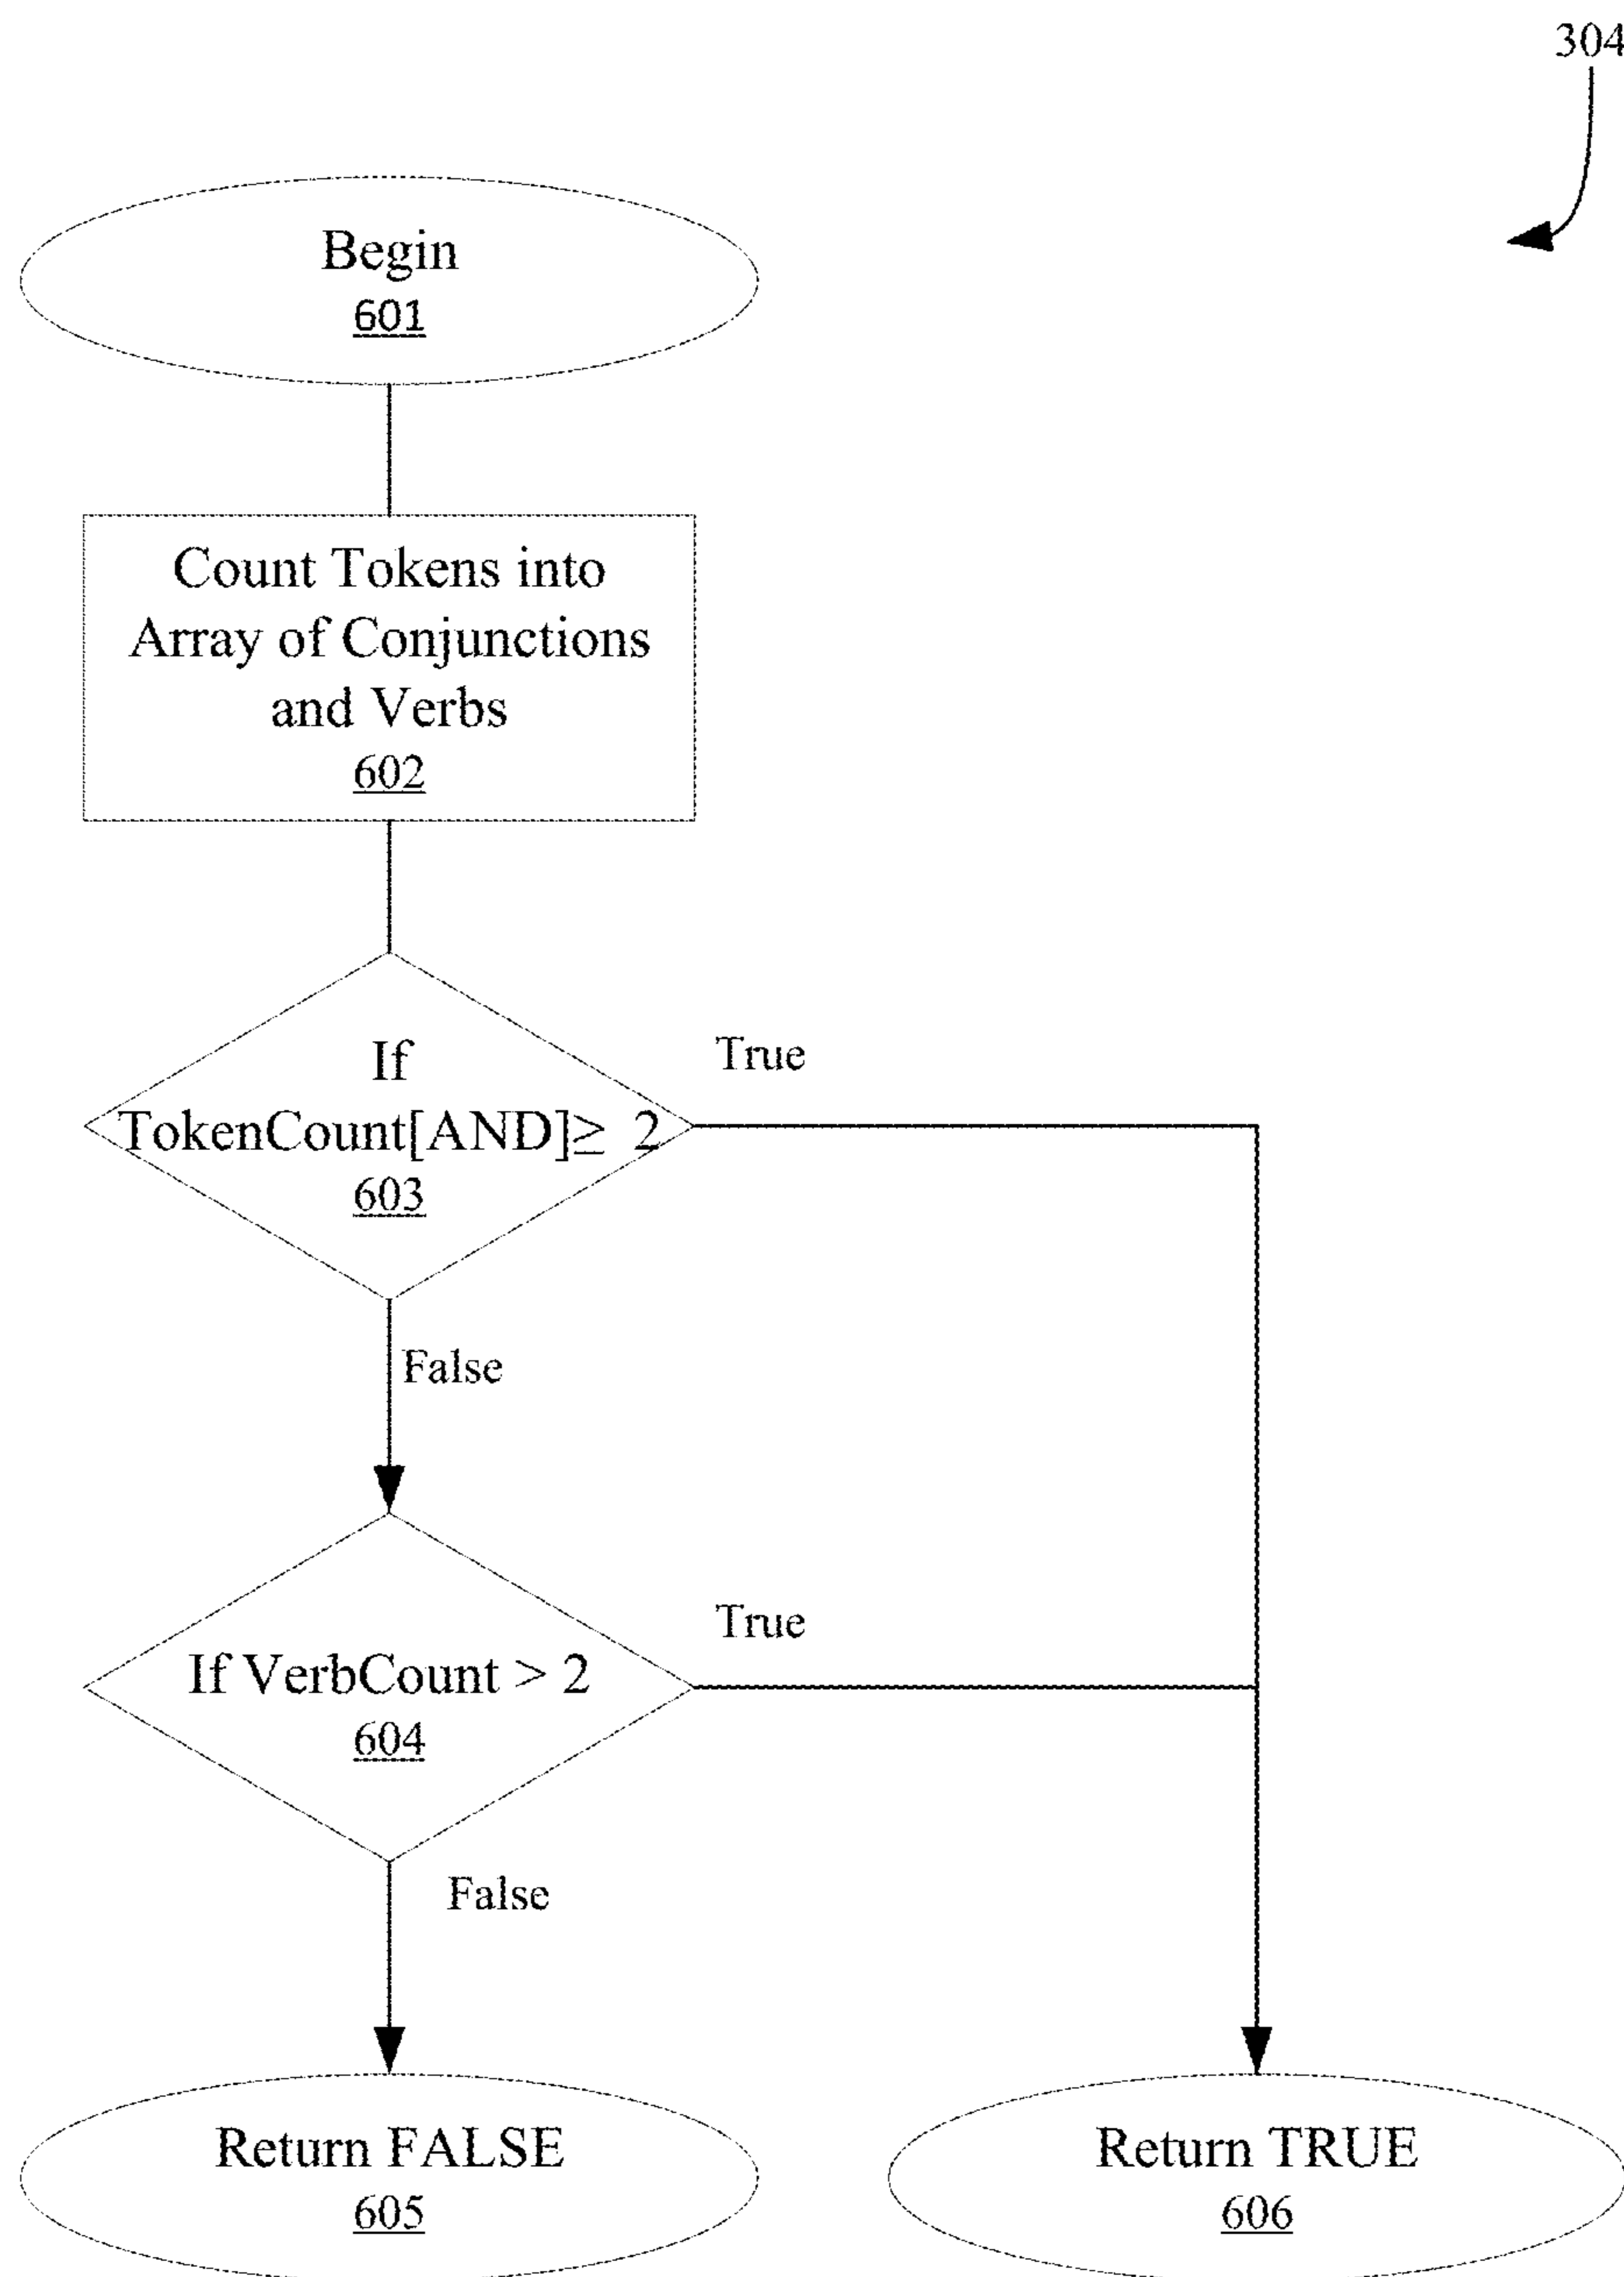 304
Begin
601
Count Tokens into
Array of Conjunctions
and Verbs
602
If
TokenCount[AND]≥ 2
603
True
False
If VerbCount > 2
604
True
False
Return FALSE
605
Return TRUE
606